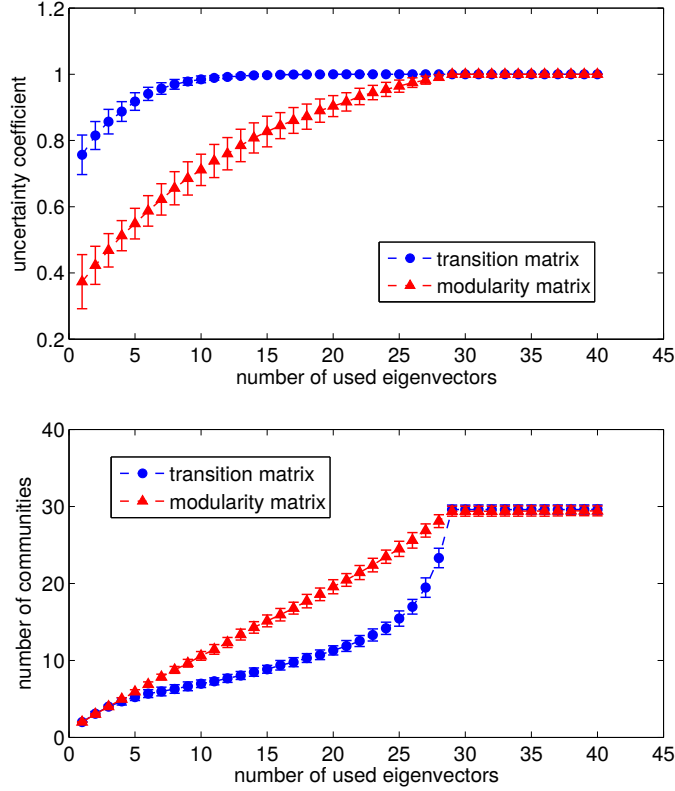 1.2
1
0.8
0.6
0.4
0.2
uncertainty coefficient
transition matrix
modularity matrix
0 5 10 15 20 25 30 35 40 45
number of used eigenvectors
40
30
20
10
0
number of communities
transition matrix
modularity matrix
0 5 10 15 20 25 30 35 40 45
number of used eigenvectors